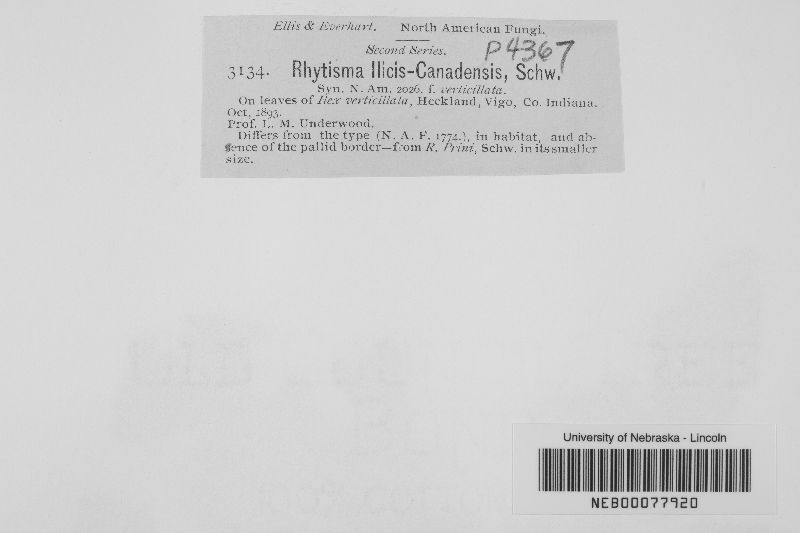 Ellis & Everhart. North American Fungi.
Second Series. P4367
3134. Rhytisma Ilicis-Canadensis, Schw.
Syn. N. Am. 2026. f. verticillata.
On leaves of Ilex verticillata, Heckland, Vigo, Co. Indiana.
Oct, 1893.
Prof. L. M. Underwood.
Differs from the type (N. A. F. 1774.), in habitat, and ab-
sence of the pallid border—from R. Prini, Schw. in its smaller
size.
University of Nebraska - Lincoln
NEB00077920